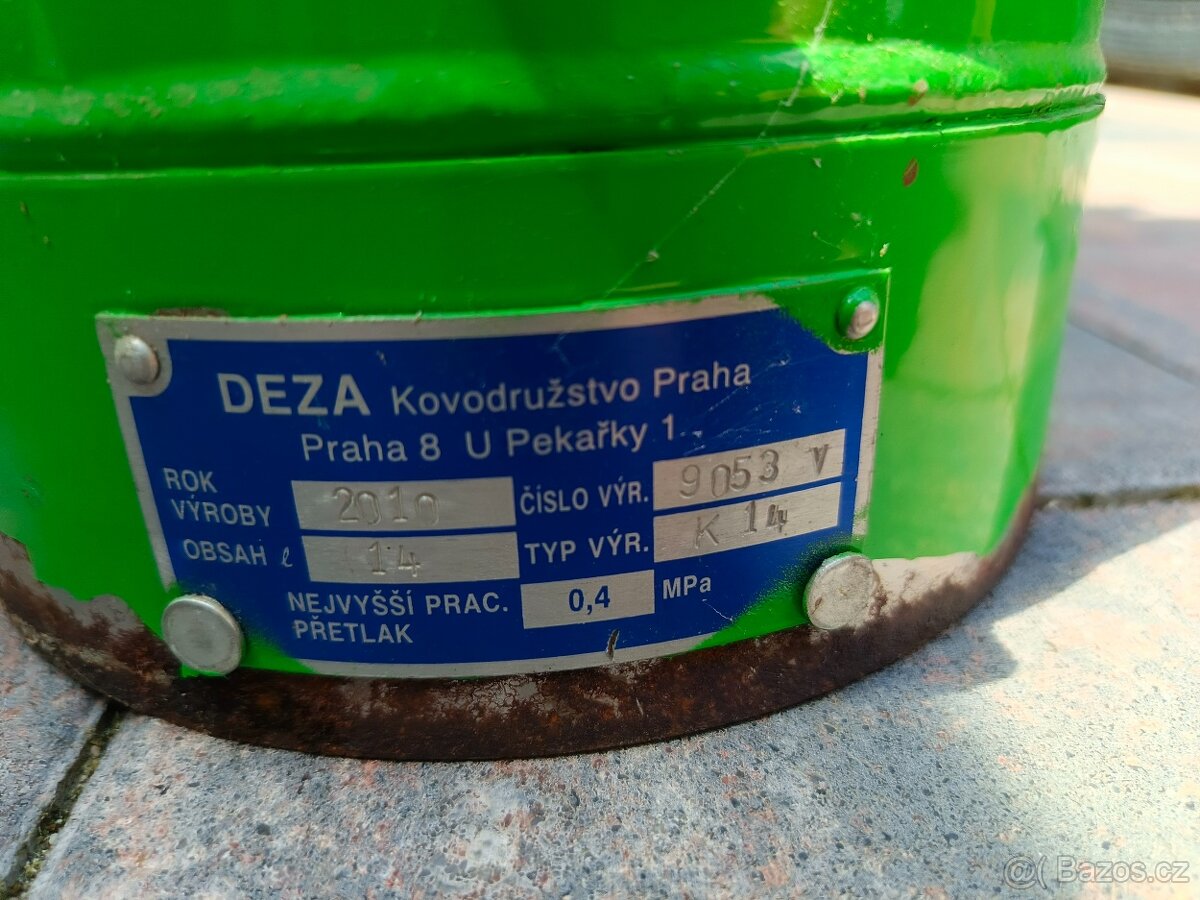 DEZA Kovodružstvo Praha
Praha 8 U Pekařky 1
ROK VÝROBY 2010 ČÍSLO VÝR. 9053 V
OBSAH ℓ 14 TYP VÝR. K 14
NEJVYŠŠÍ PRAC. PŘETLAK 0,4 MPa
Bazos.cz